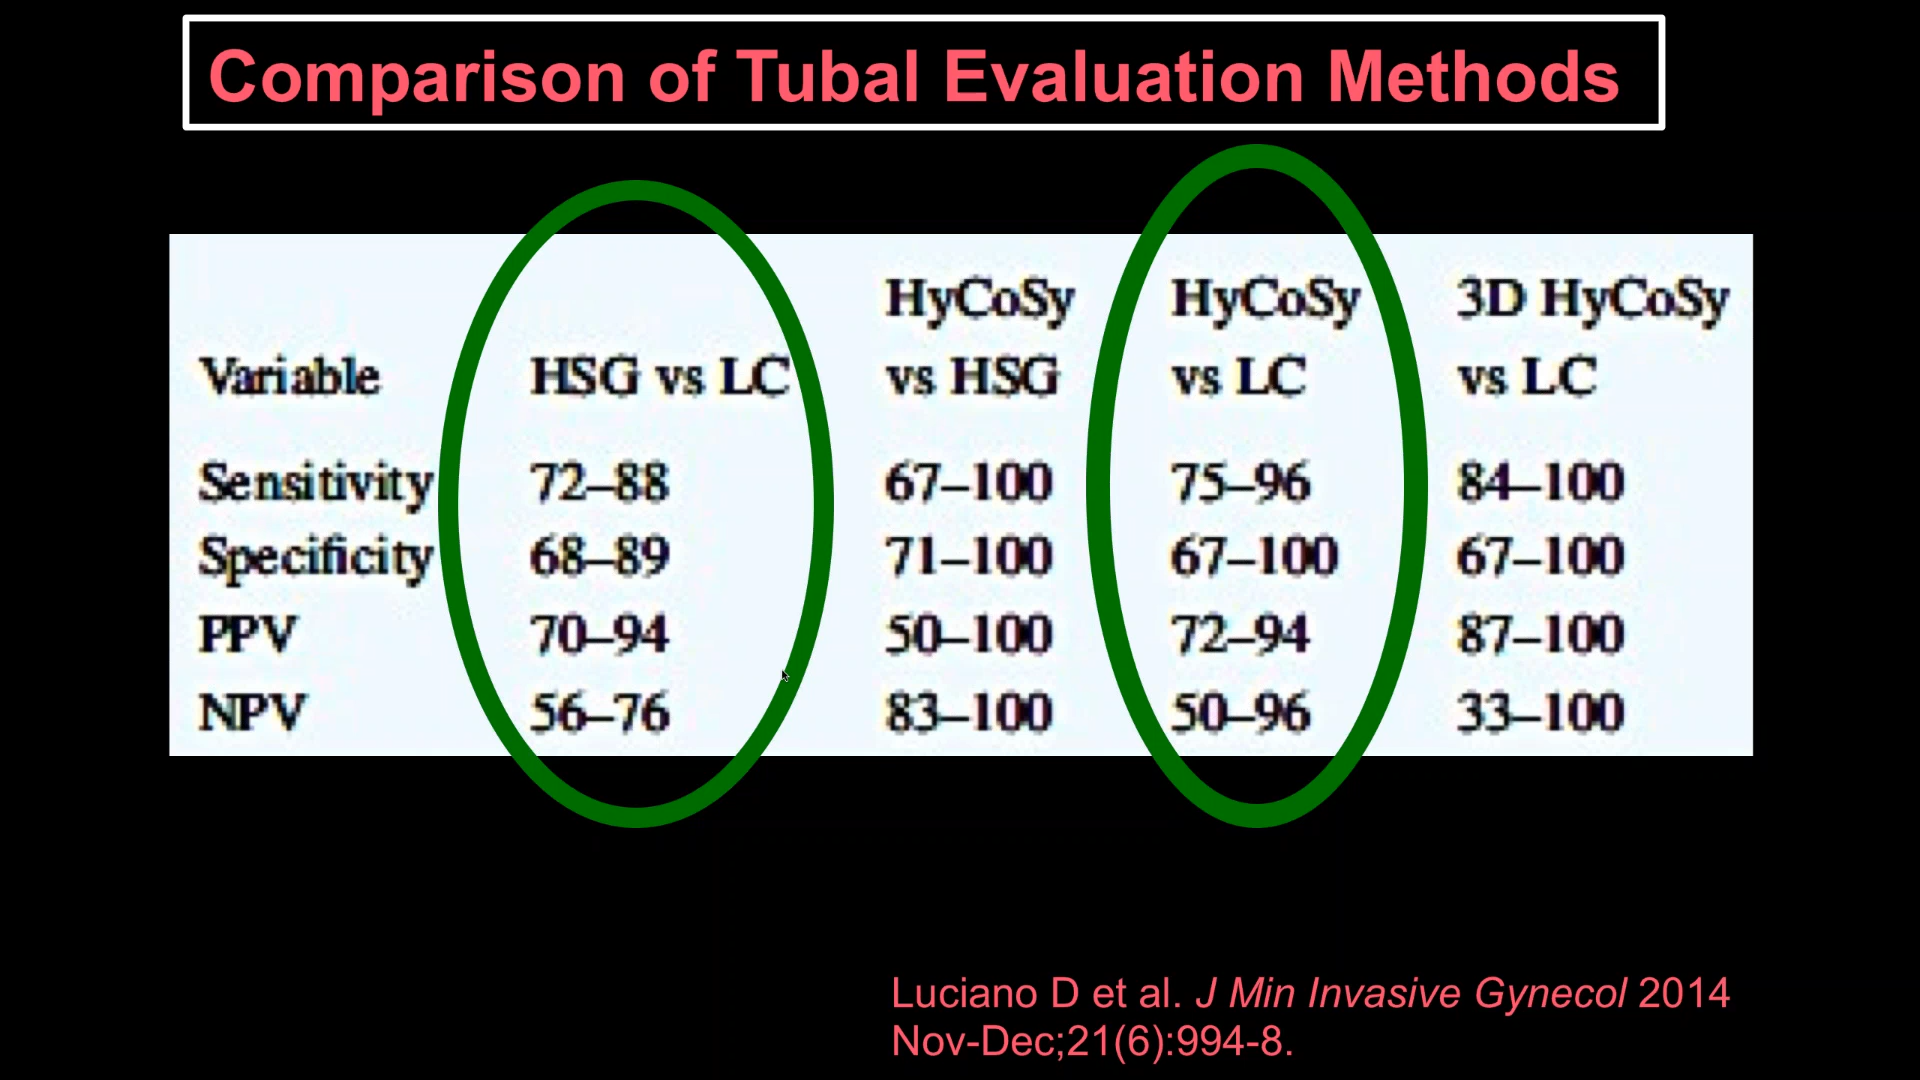 Comparison of Tubal Evaluation Methods
HyCoSy HyCoSy 3D HyCoSy
Variable HSG vs LC vs HSG vs LC vs LC
Sensitivity 72–88 67–100 75–96 84–100
Specificity 68–89 71–100 67–100 67–100
PPV 70–94 50–100 72–94 87–100
NPV 56–76 83–100 50–96 33–100
Luciano D et al. J Min Invasive Gynecol 2014
Nov-Dec;21(6):994-8.